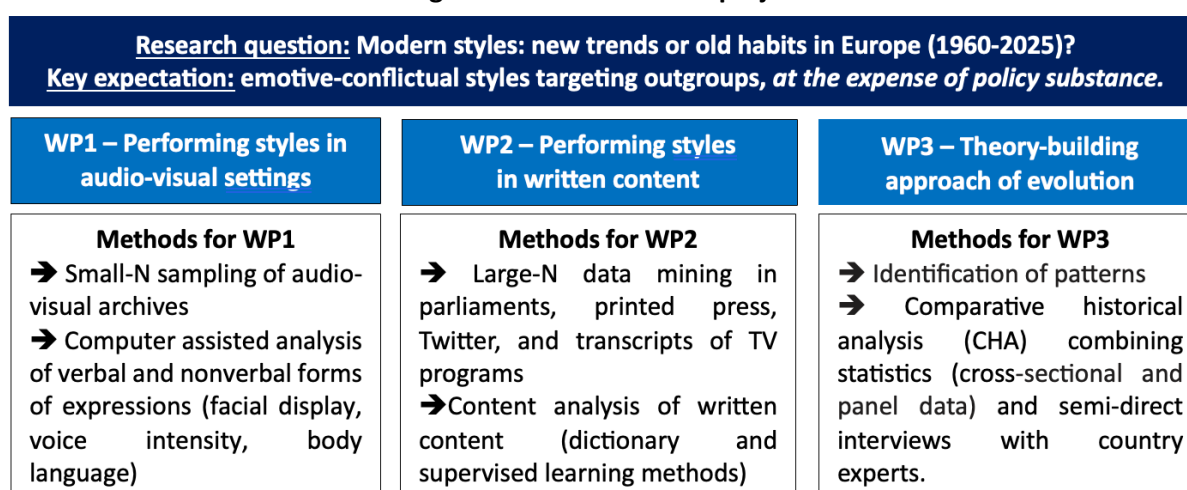 Research question: Modern styles: new trends or old habits in Europe (1960-2025)?
Key expectation: emotive-conflictual styles targeting outgroups, at the expense of policy substance.
WP1 – Performing styles in
audio-visual settings
Methods for WP1
➔ Small-N sampling of audio-
visual archives
➔ Computer assisted analysis
of verbal and nonverbal forms
of expressions (facial display,
voice intensity, body
language)
WP2 – Performing styles
in written content
Methods for WP2
➔ Large-N data mining in
parliaments, printed press,
Twitter, and transcripts of TV
programs
➔Content analysis of written
content (dictionary and
supervised learning methods)
WP3 – Theory-building
approach of evolution
Methods for WP3
➔ Identification of patterns
➔ Comparative historical
analysis (CHA) combining
statistics (cross-sectional and
panel data) and semi-direct
interviews with country
experts.